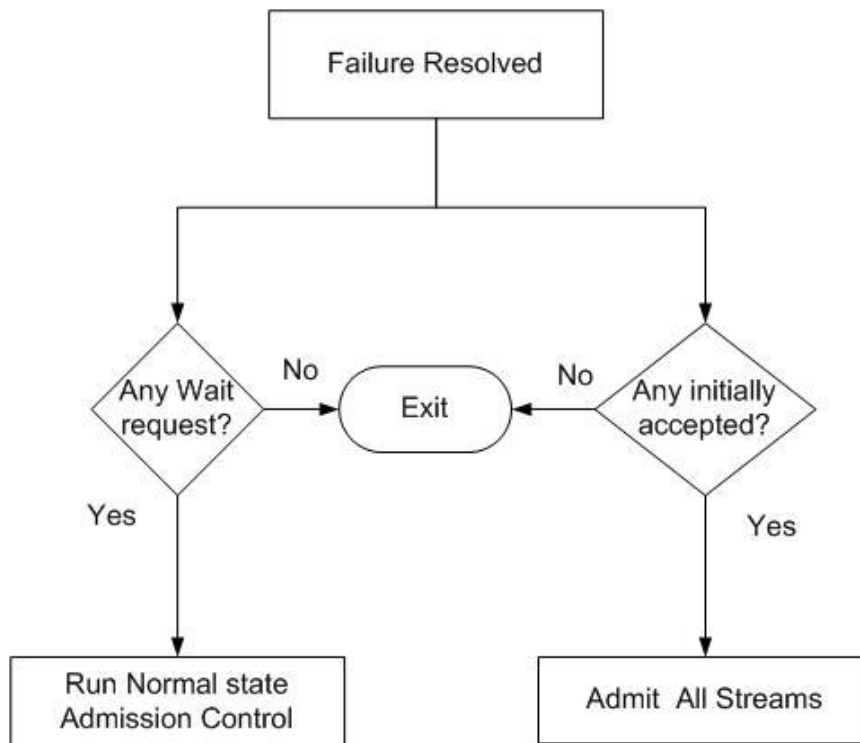 Failure Resolved
Any Wait
request?
No
Exit
No
Any initially
accepted?
Yes
Yes
Run Normal state
Admission Control
Admit All Streams